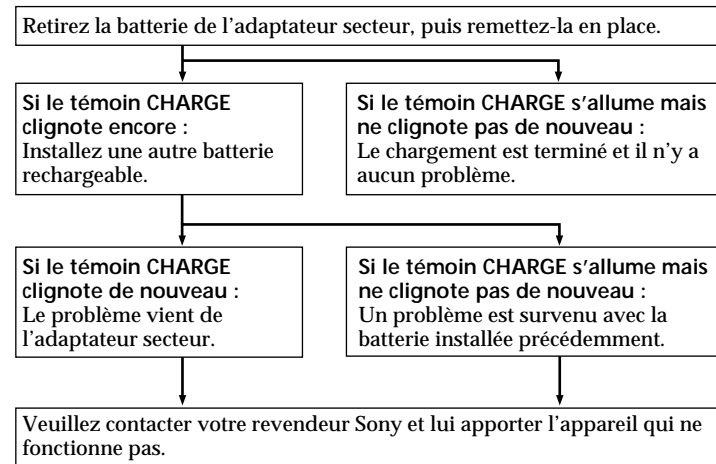 Retirez la batterie de l’adaptateur secteur, puis remettez-la en place.
Si le témoin CHARGE
clignote encore :
Installez une autre batterie
rechargeable.
Si le témoin CHARGE s’allume mais
ne clignote pas de nouveau :
Le chargement est terminé et il n’y a
aucun problème.
Si le témoin CHARGE
clignote de nouveau :
Le problème vient de
l’adaptateur secteur.
Si le témoin CHARGE s’allume mais
ne clignote pas de nouveau :
Un problème est survenu avec la
batterie installée précédemment.
Veuillez contacter votre revendeur Sony et lui apporter l’appareil qui ne
fonctionne pas.